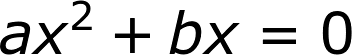 ax² + bx = 0